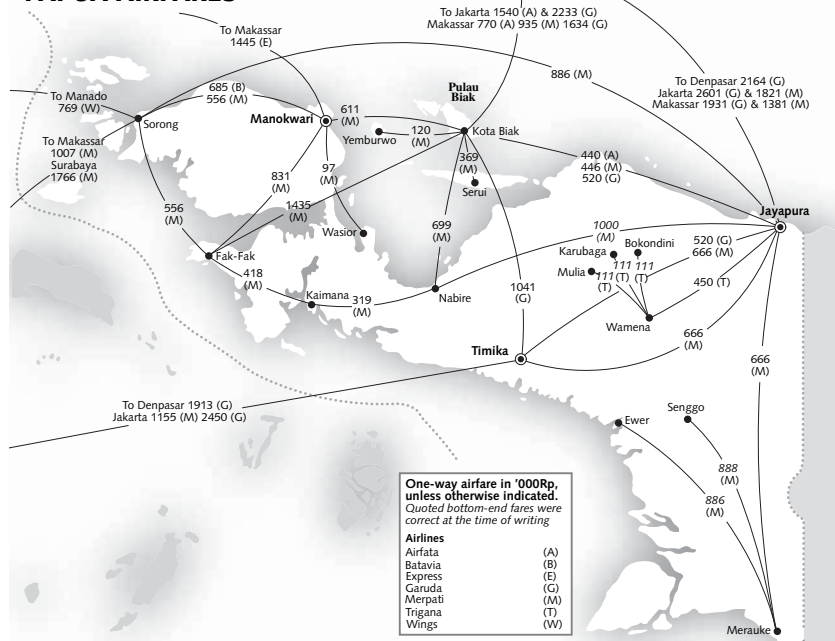 To Jakarta 1540 (A) & 2233 (G)
Makassar 770 (A) 935 (M) 1634 (G)
To Makassar
1445 (E)
886 (M)
To Denpasar 2164 (G)
Jakarta 2601 (G) & 1821 (M)
Makassar 1931 (G) & 1381 (M)
To Manado
769 (W)
685 (B)
556 (M)
Pulau
Biak
Sorong
Manokwari
611
(M)
Yemburwo
120
(M)
Kota Biak
To Makassar
1007 (M)
Surabaya
1766 (M)
440 (A)
446 (M)
520 (G)
369
(M)
Serui
831
(M)
97
(M)
1435
(M)
556
(M)
Wasior
699
(M)
Jayapura
1000
(M)
520 (G)
666 (M)
Karubaga
Bokondini
Mulia
111
(T)
111
(T)
111
(T)
450 (T)
Wamena
Fak-Fak
418
(M)
Kaimana
319
(M)
Nabire
1041
(G)
Timika
666
(M)
666
(M)
To Denpasar 1913 (G)
Jakarta 1155 (M) 2450 (G)
Ewer
Senggo
888
(M)
886
(M)
Merauke
One-way airfare in '000Rp,
unless otherwise indicated.
Quoted bottom-end fares were
correct at the time of writing
Airlines
Airfata (A)
Batavia (B)
Express (E)
Garuda (G)
Merpati (M)
Trigana (T)
Wings (W)